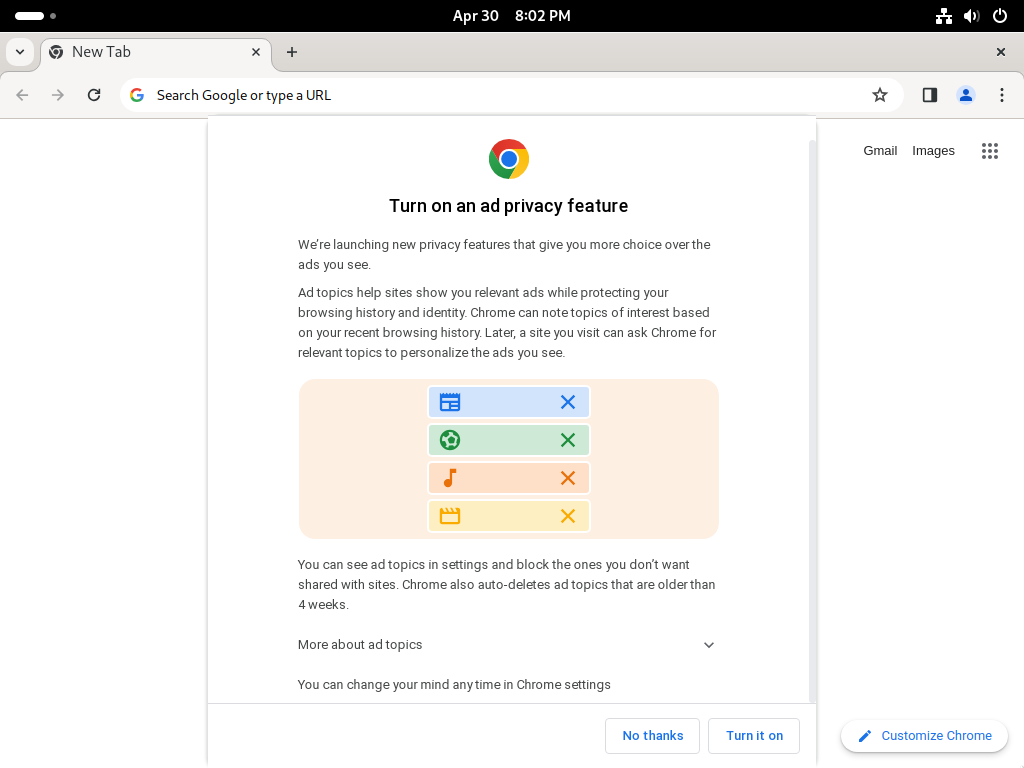 Apr 30 8:02 PM
New Tab
Search Google or type a URL
Gmail Images
Turn on an ad privacy feature
We're launching new privacy features that give you more choice over the
ads you see.
Ad topics help sites show you relevant ads while protecting your
browsing history and identity. Chrome can note topics of interest based
on your recent browsing history. Later, a site you visit can ask Chrome for
relevant topics to personalize the ads you see.
You can see ad topics in settings and block the ones you don't want
shared with sites. Chrome also auto-deletes ad topics that are older than
4 weeks.
More about ad topics
You can change your mind any time in Chrome settings
No thanks Turn it on
Customize Chrome